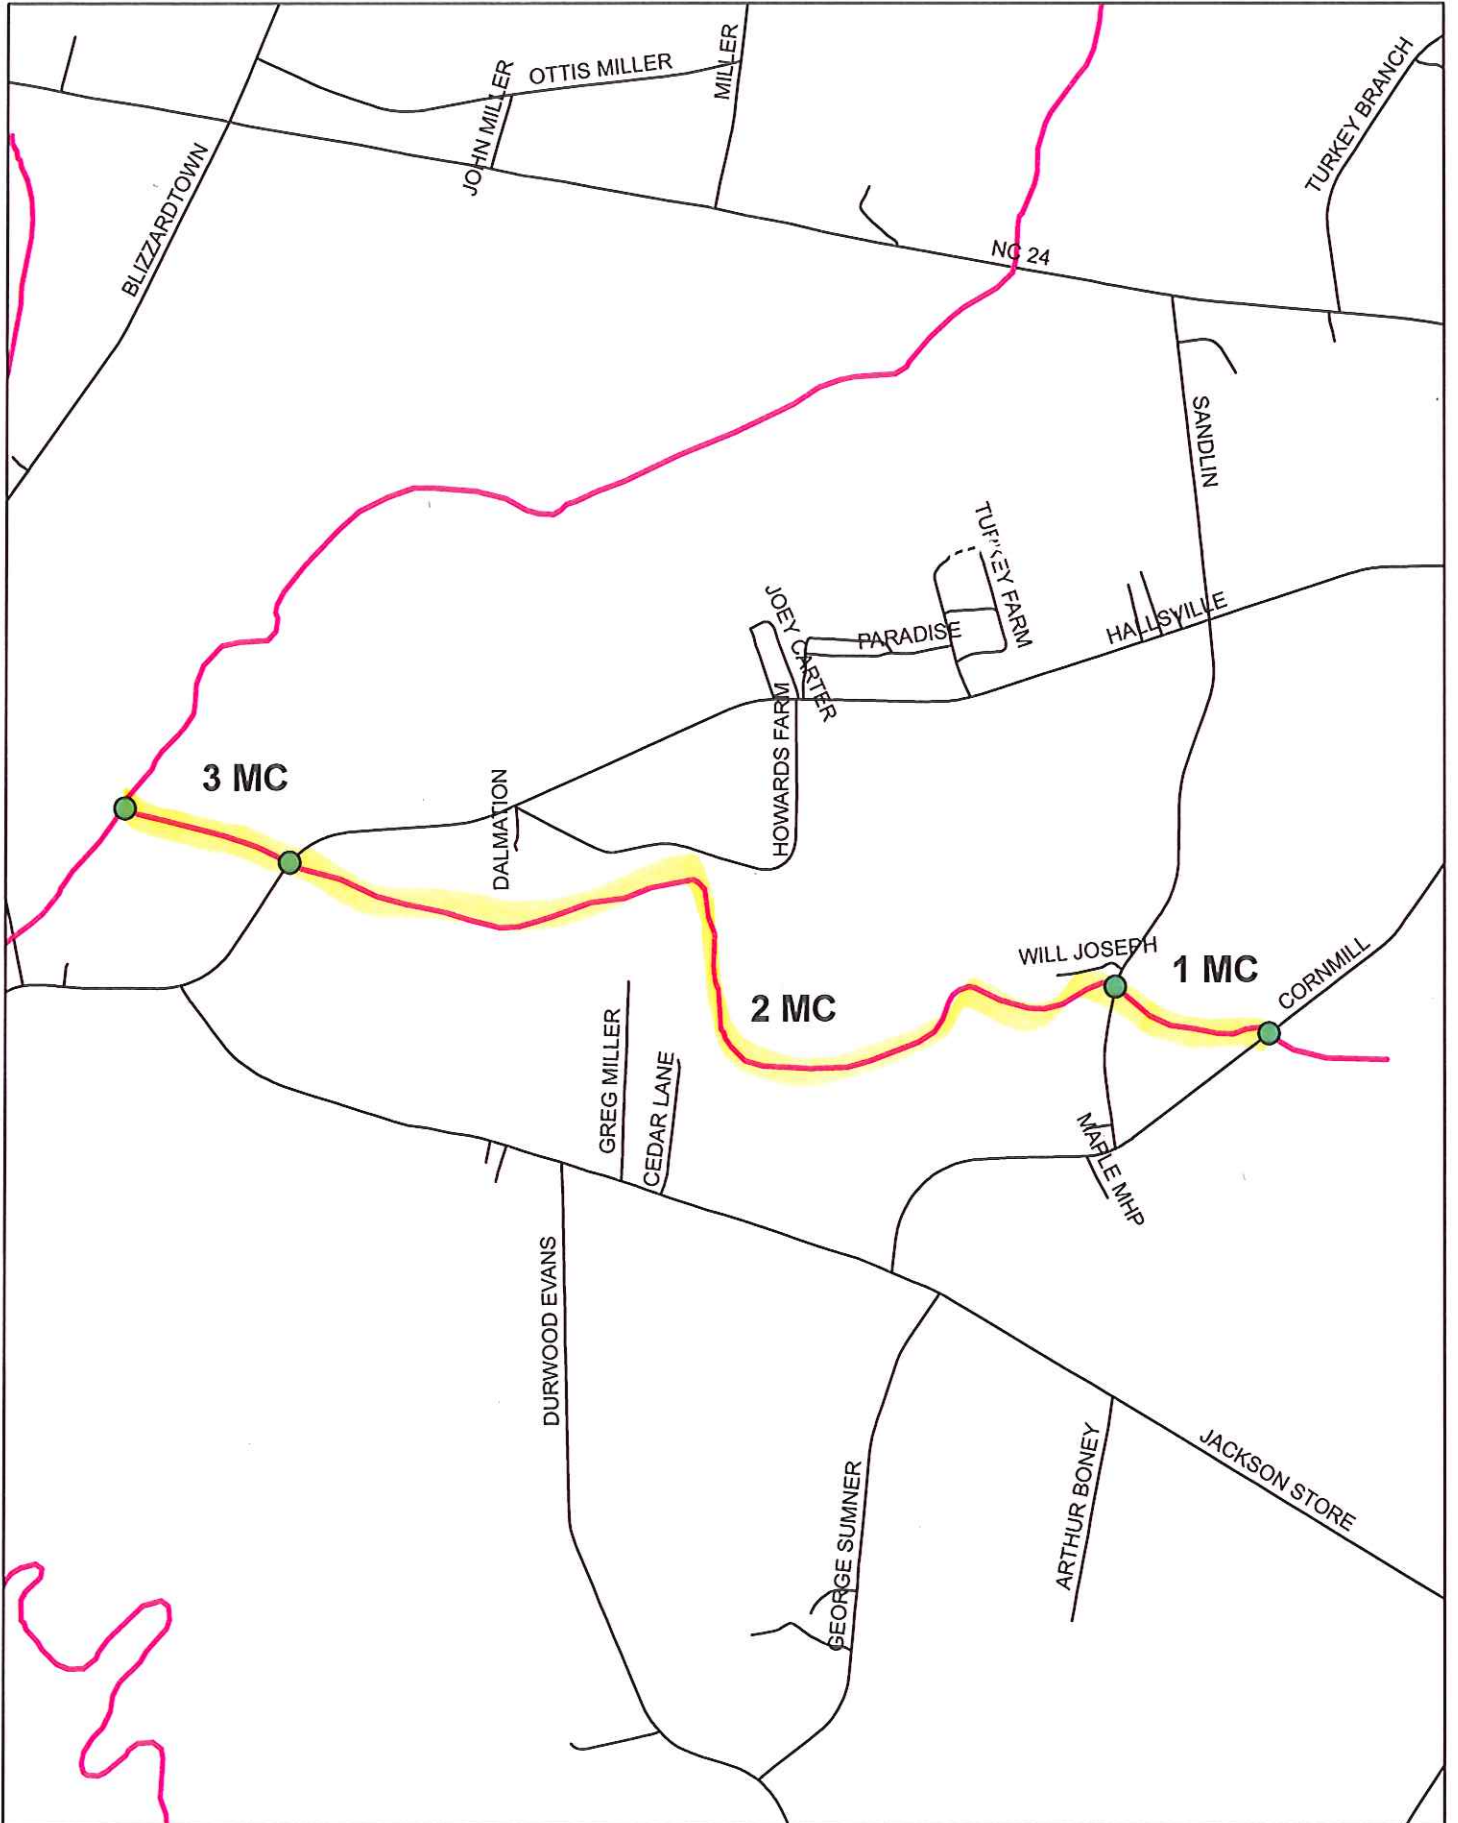 OTTIS MILLER
MILLER
JOHN MILLER
TURKEY BRANCH
BLIZZARDTOWN
NC 24
SANDLIN
TURKEY FARM
JOEY CARTER
PARADISE
HALLSVILLE
HOWARDS FARM
3 MC
DALMATION
WILL JOSEPH
1 MC
CORNMILL
2 MC
GREG MILLER
CEDAR LANE
MAPLE MHP
DURWOOD EVANS
ARTHUR BONEY
JACKSON STORE
GEORGE SUMNER